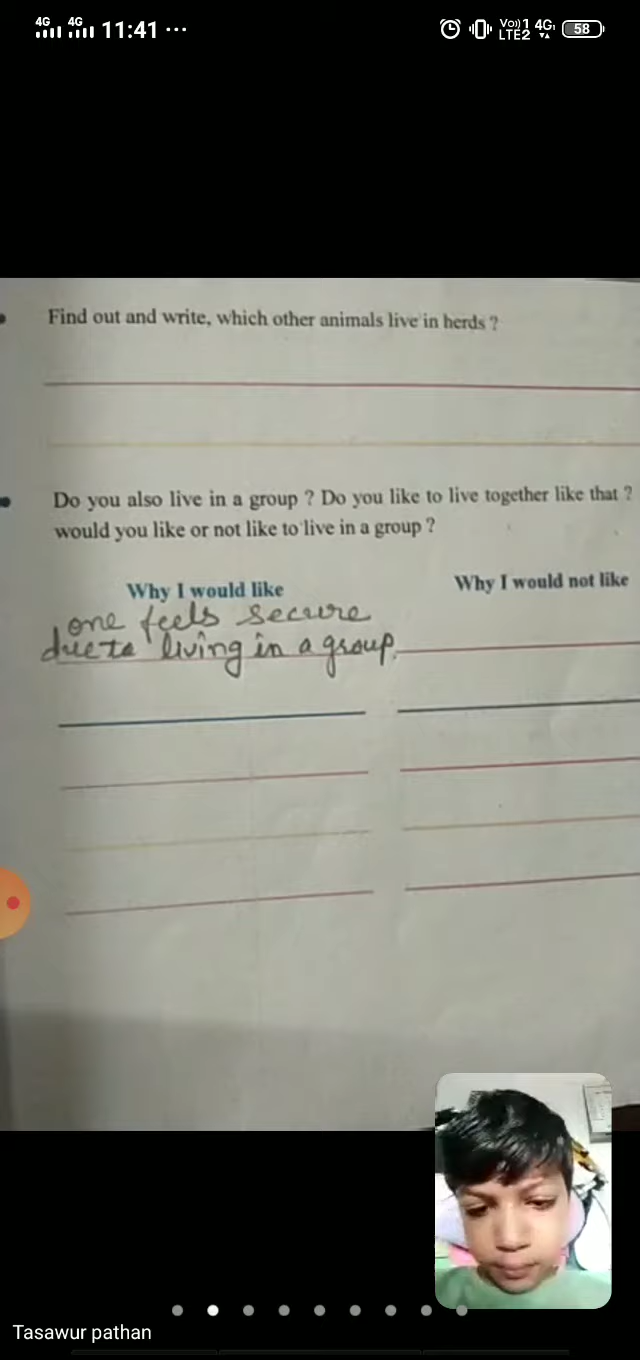 4G 4G 11:41 ··· Vo))1 4G
LTE2 58
Find out and write, which other animals live in herds ?
Do you also live in a group ? Do you like to live together like that ?
would you like or not like to live in a group ?
Why I would like Why I would not like
one feels secure
due to living in a group.
Tasawur pathan